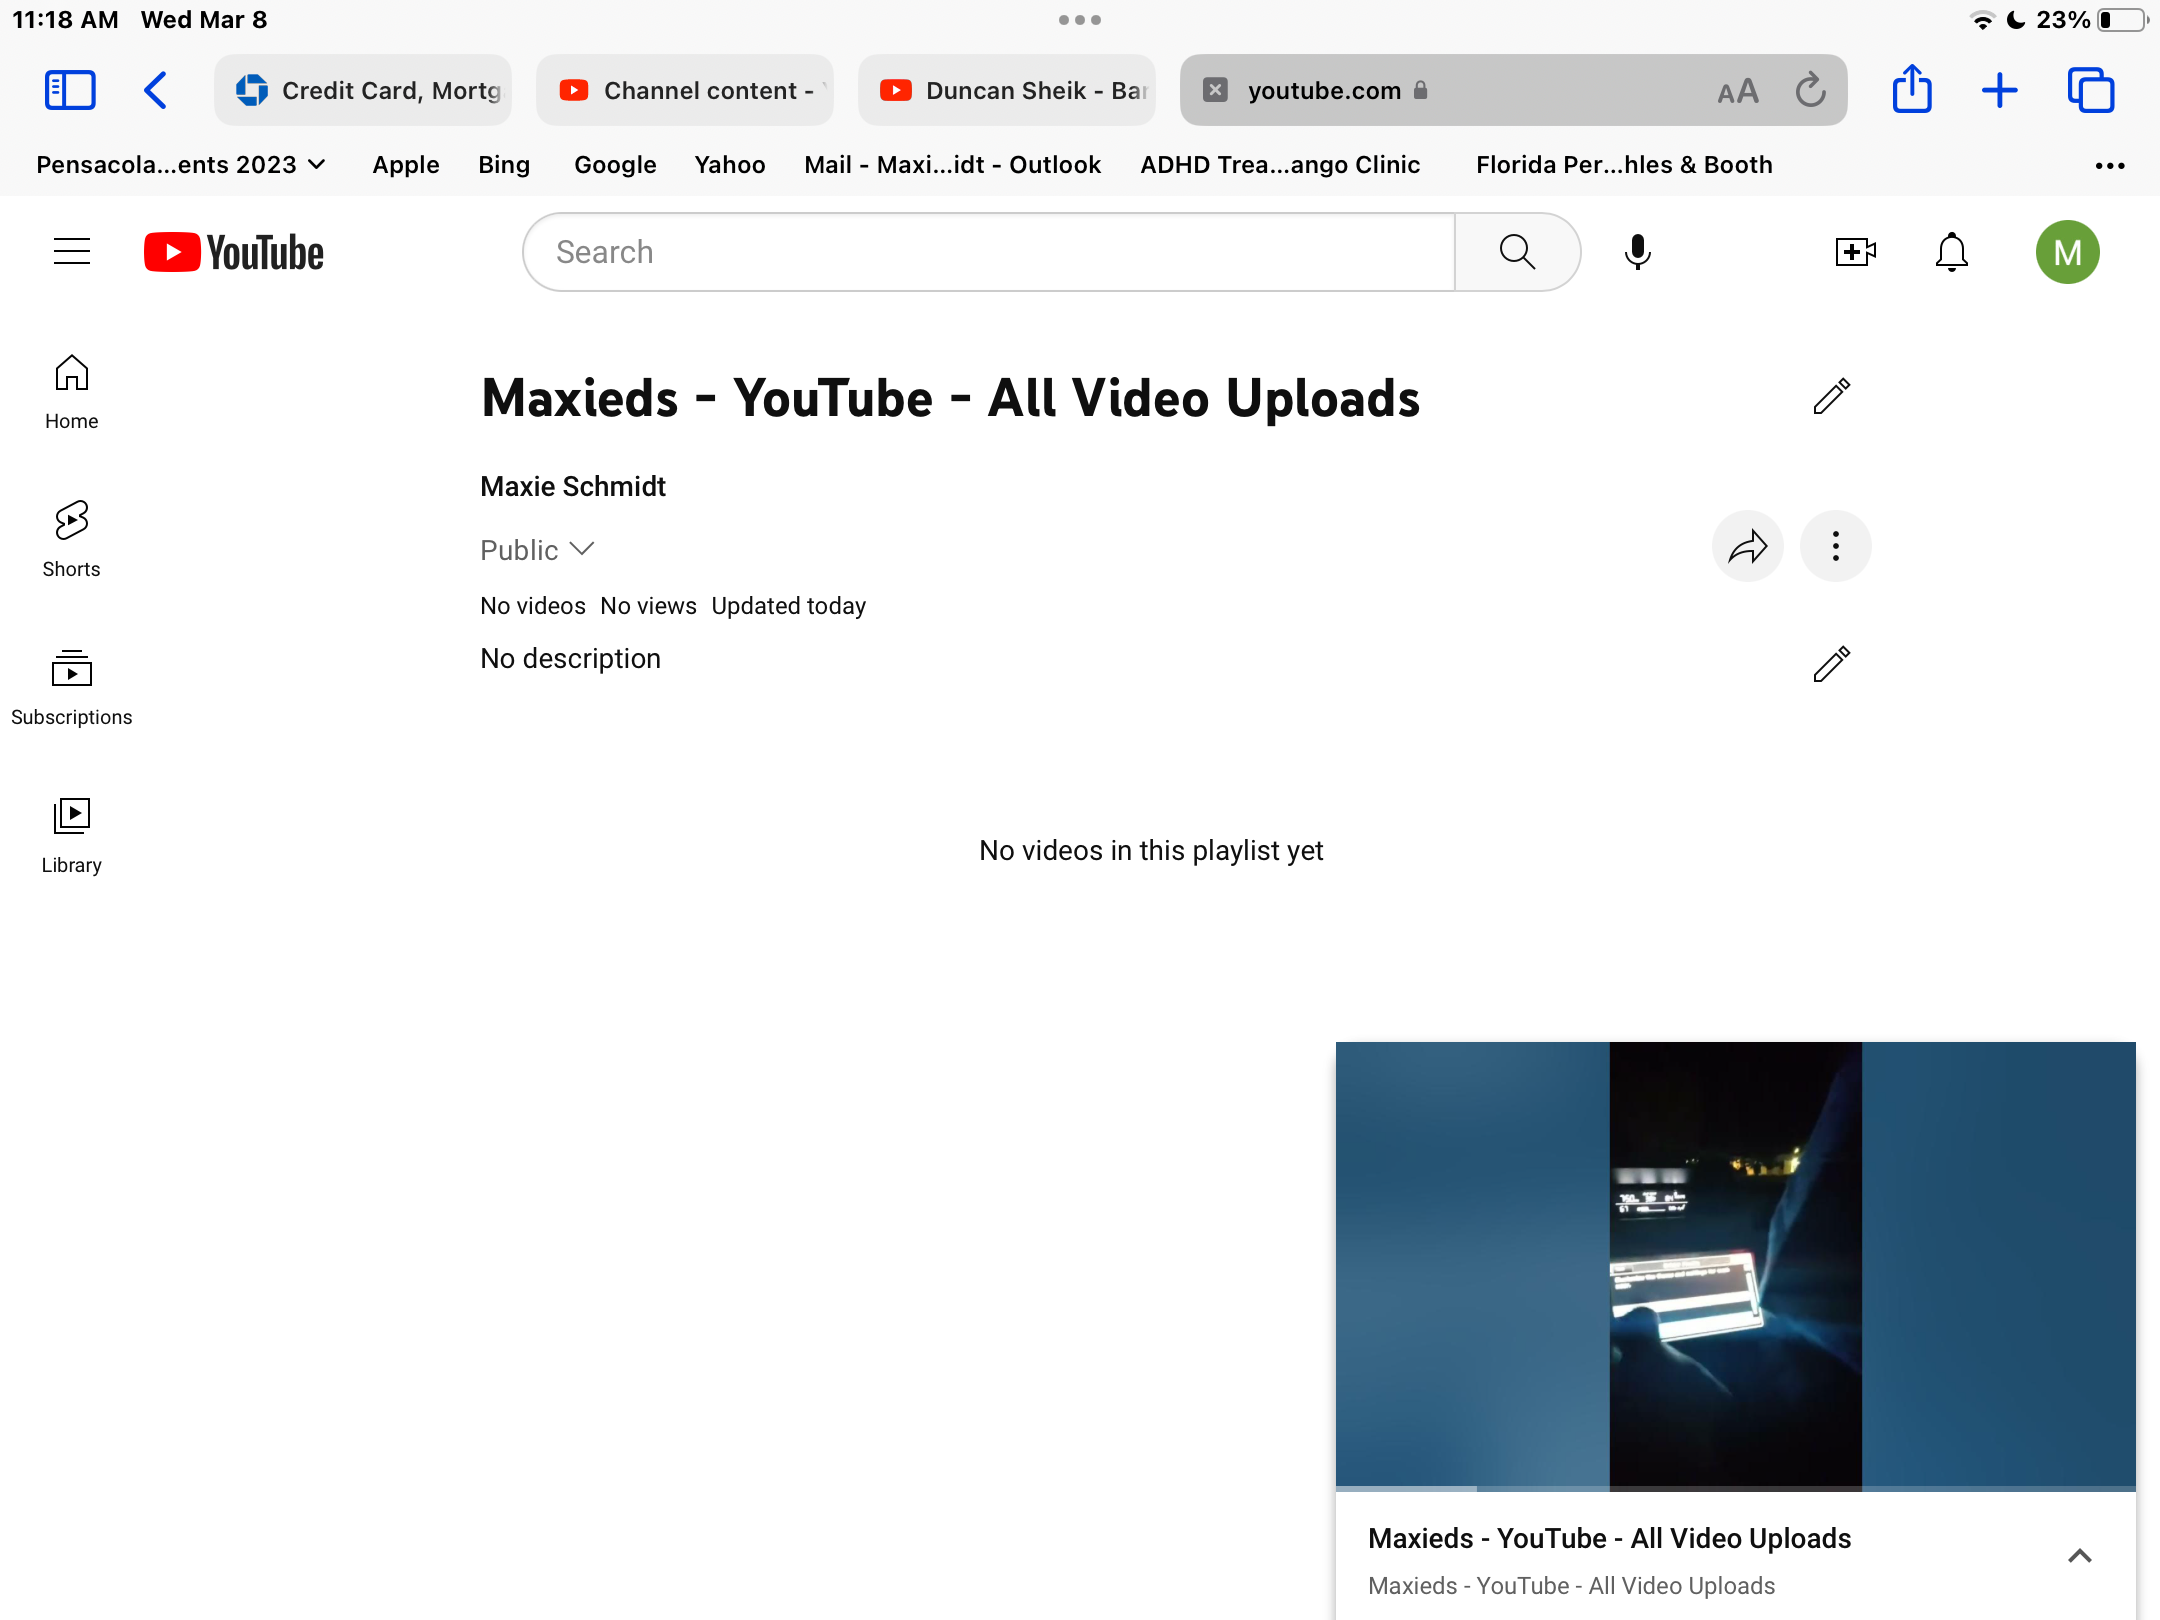 11:18 AM Wed Mar 8
23%
Credit Card, Mortg
Channel content -
Duncan Sheik - Bar
youtube.com
AA
Pensacola...ents 2023
Apple
Bing
Google
Yahoo
Mail - Maxi...idt - Outlook
ADHD Trea...ango Clinic
Florida Per...hles & Booth
YouTube
Search
M
Home
Shorts
Subscriptions
Library
Maxieds - YouTube - All Video Uploads
Maxie Schmidt
Public
No videos No views Updated today
No description
No videos in this playlist yet
Maxieds - YouTube - All Video Uploads
Maxieds - YouTube - All Video Uploads